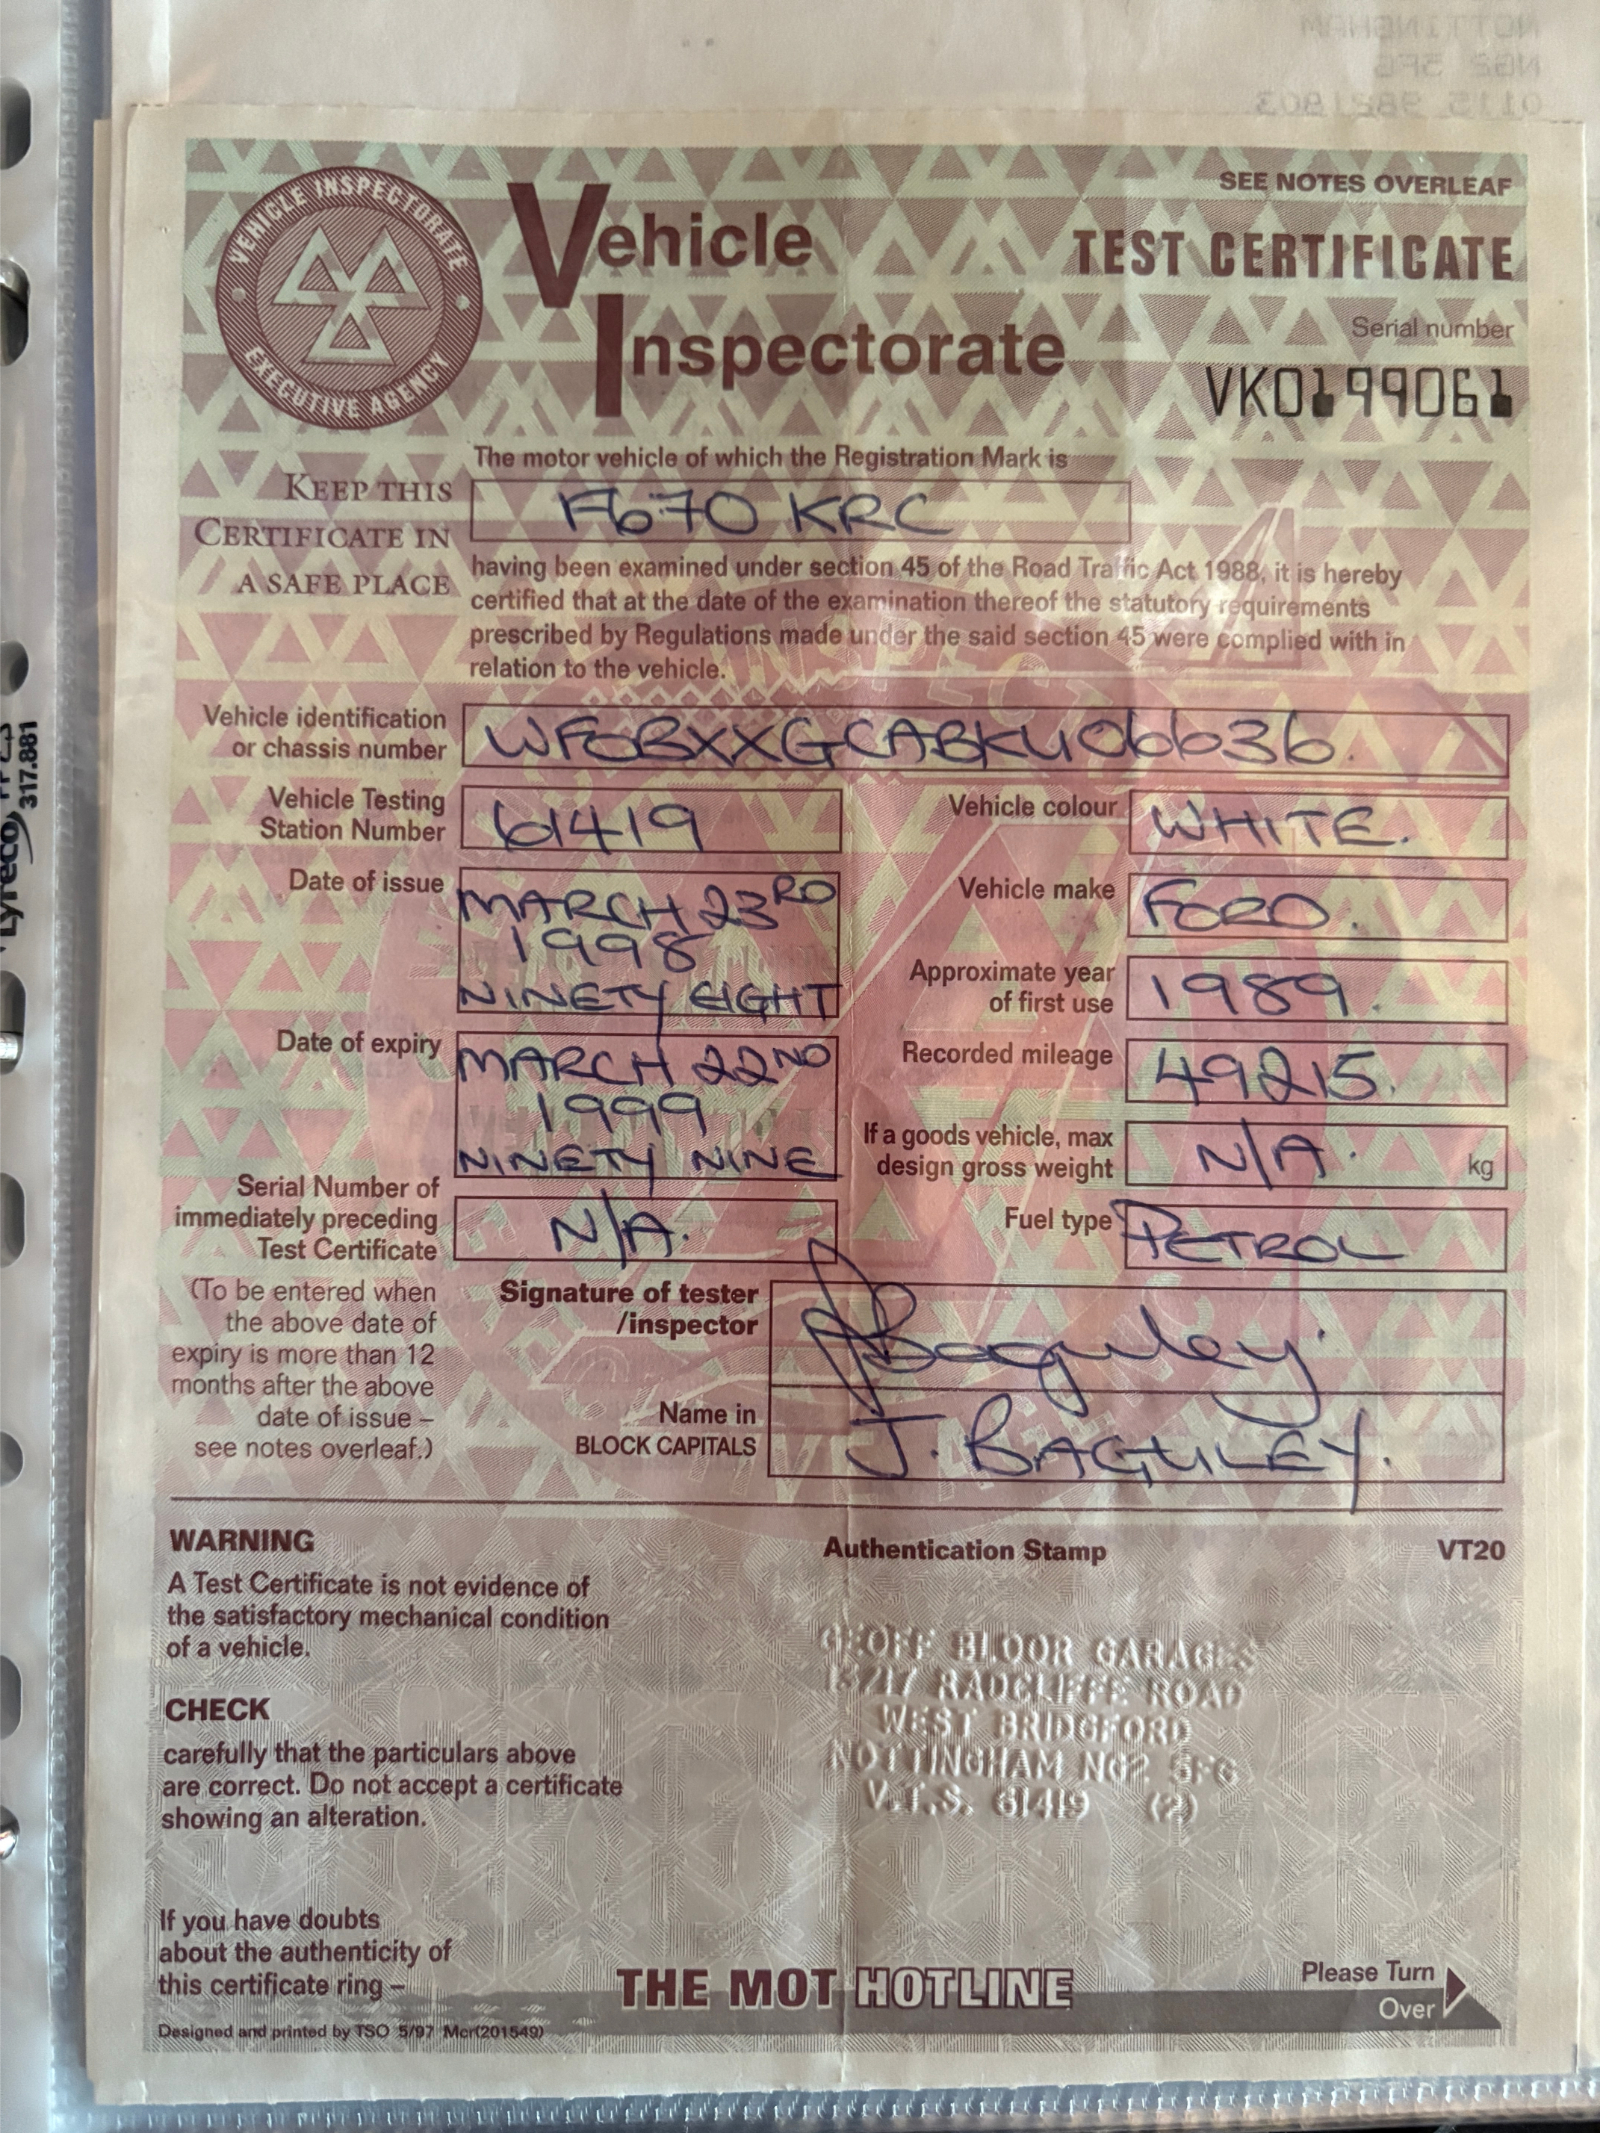 NOTTINGHAM
NG2 5FG
0115 9821803
SEE NOTES OVERLEAF
VEHICLE INSPECTORATE
EXECUTIVE AGENCY
Vehicle
Inspectorate
TEST CERTIFICATE
Serial number
VK0199061
The motor vehicle of which the Registration Mark is
KEEP THIS
CERTIFICATE IN
A SAFE PLACE
F670 KRC
having been examined under section 45 of the Road Traffic Act 1988, it is hereby
certified that at the date of the examination thereof the statutory requirements
prescribed by Regulations made under the said section 45 were complied with in
relation to the vehicle.
Vehicle identification
or chassis number
WF0BXXGCABKU06636.
Vehicle Testing
Station Number
61419
Vehicle colour
WHITE.
Date of issue
MARCH 23RD
1998
NINETY EIGHT
Vehicle make
FORD.
Approximate year
of first use
1989.
Date of expiry
MARCH 22ND
1999
NINETY NINE
Recorded mileage
49215.
If a goods vehicle, max
design gross weight
N/A.
kg
Serial Number of
immediately preceding
Test Certificate
N/A.
Fuel type
PETROL
(To be entered when
the above date of
expiry is more than 12
months after the above
date of issue –
see notes overleaf.)
Signature of tester
/inspector
JBaguley.
Name in
BLOCK CAPITALS
J. BAGULEY.
WARNING
A Test Certificate is not evidence of
the satisfactory mechanical condition
of a vehicle.
Authentication Stamp
VT20
GEOFF BLOOR GARAGES
15/17 RADCLIFFE ROAD
WEST BRIDGFORD
NOTTINGHAM NG2 5FG
V.T.S. 61419 (2)
CHECK
carefully that the particulars above
are correct. Do not accept a certificate
showing an alteration.
If you have doubts
about the authenticity of
this certificate ring –
THE MOT HOTLINE
Please Turn
Over
Designed and printed by TSO 5/97 Mcr(201549)
Lyreco
317.881